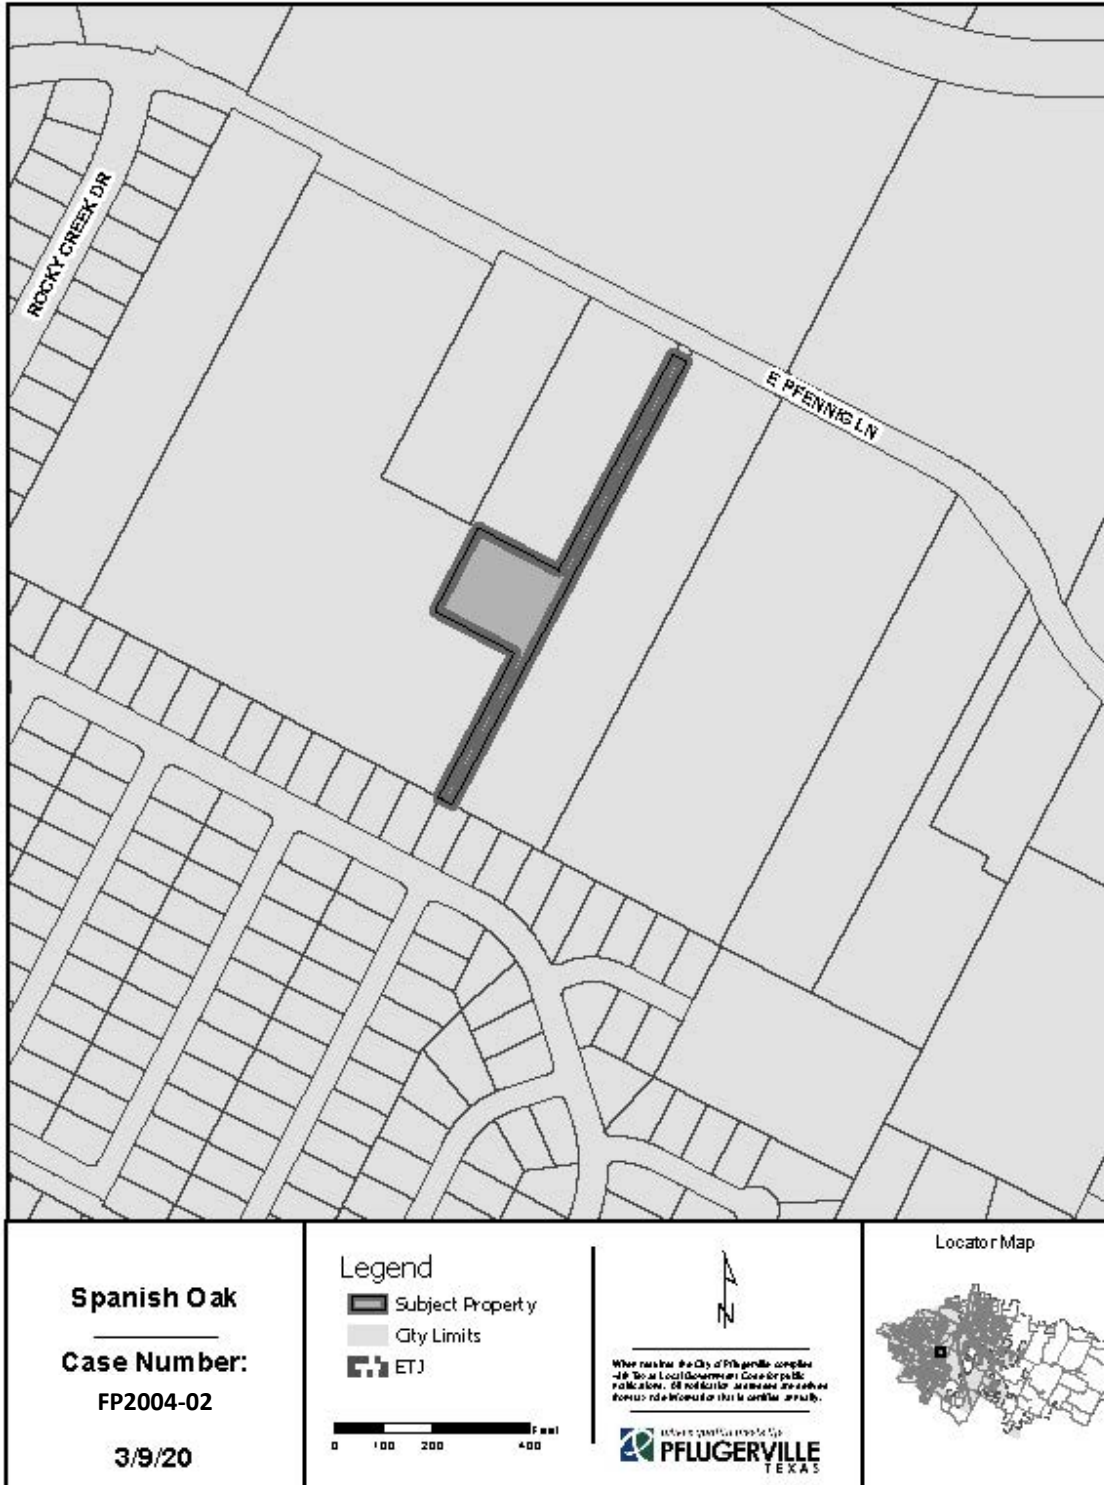 ROCKY CREEK DR
E PFENNIG LN
Spanish Oak
Case Number:
FP2004-02
3/9/20
Legend
Subject Property
City Limits
ETJ
Feet
0 100 200 400
N
PFLUGERVILLE
TEXAS
Locator Map